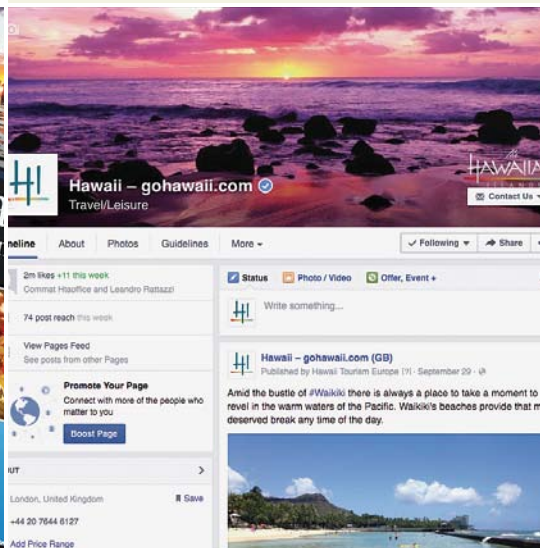 HAWAIIA
ISLANDS
Hawaii – gohawaii.com
Travel/Leisure
Contact Us
meline
About
Photos
Guidelines
More
Following
Share
2m likes +11 this week
Commat Htaoffice and Leandro Rattazzi
74 post reach this week
View Pages Feed
See posts from other Pages
Promote Your Page
Connect with more of the people who
matter to you
Boost Page
UT
London, United Kingdom
Save
+44 20 7644 6127
Add Price Range
Status
Photo / Video
Offer, Event +
Write something...
Hawaii – gohawaii.com (GB)
Published by Hawaii Tourism Europe [?] · September 29 ·
Amid the bustle of #Waikiki there is always a place to take a moment to
revel in the warm waters of the Pacific. Waikiki's beaches provide that m
deserved break any time of the day.